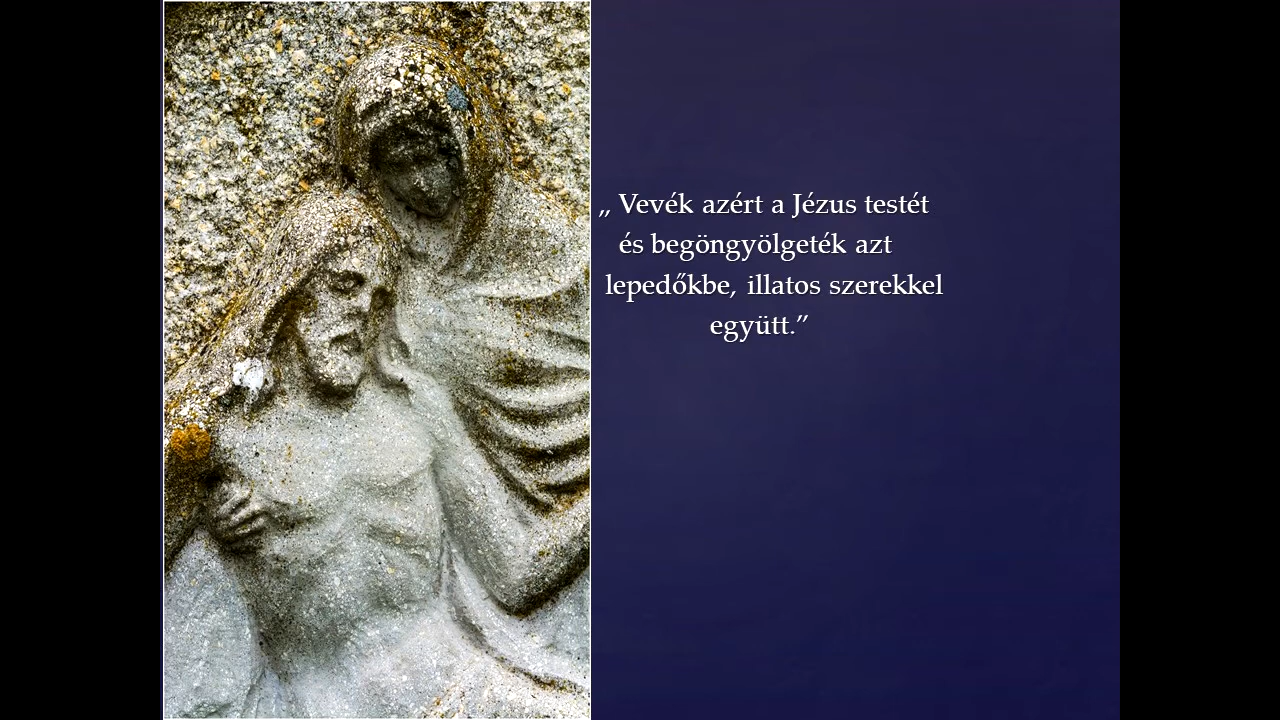 „ Vevék azért a Jézus testét
és begöngyölgeték azt
lepedőkbe, illatos szerekkel
együtt.”